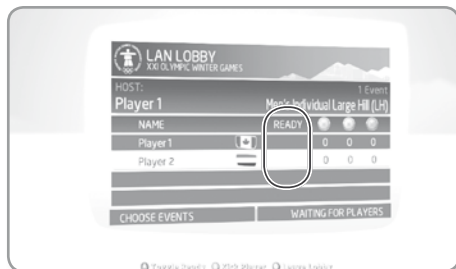 LAN LOBBY
XXI OLYMPIC WINTER GAMES
HOST:
1 Event
Player 1
Men's Individual Large Hill (LH)
NAME
READY
Player 1
0 0 0
Player 2
0 0 0
CHOOSE EVENTS
WAITING FOR PLAYERS